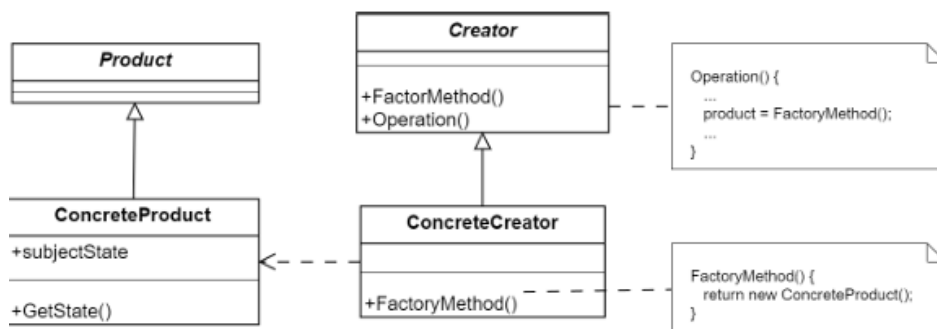 Product
Creator
+FactorMethod()
+Operation()
Operation() {
...
product = FactoryMethod();
...
}
ConcreteProduct
+subjectState
+GetState()
ConcreteCreator
+FactoryMethod()
FactoryMethod() {
return new ConcreteProduct();
}